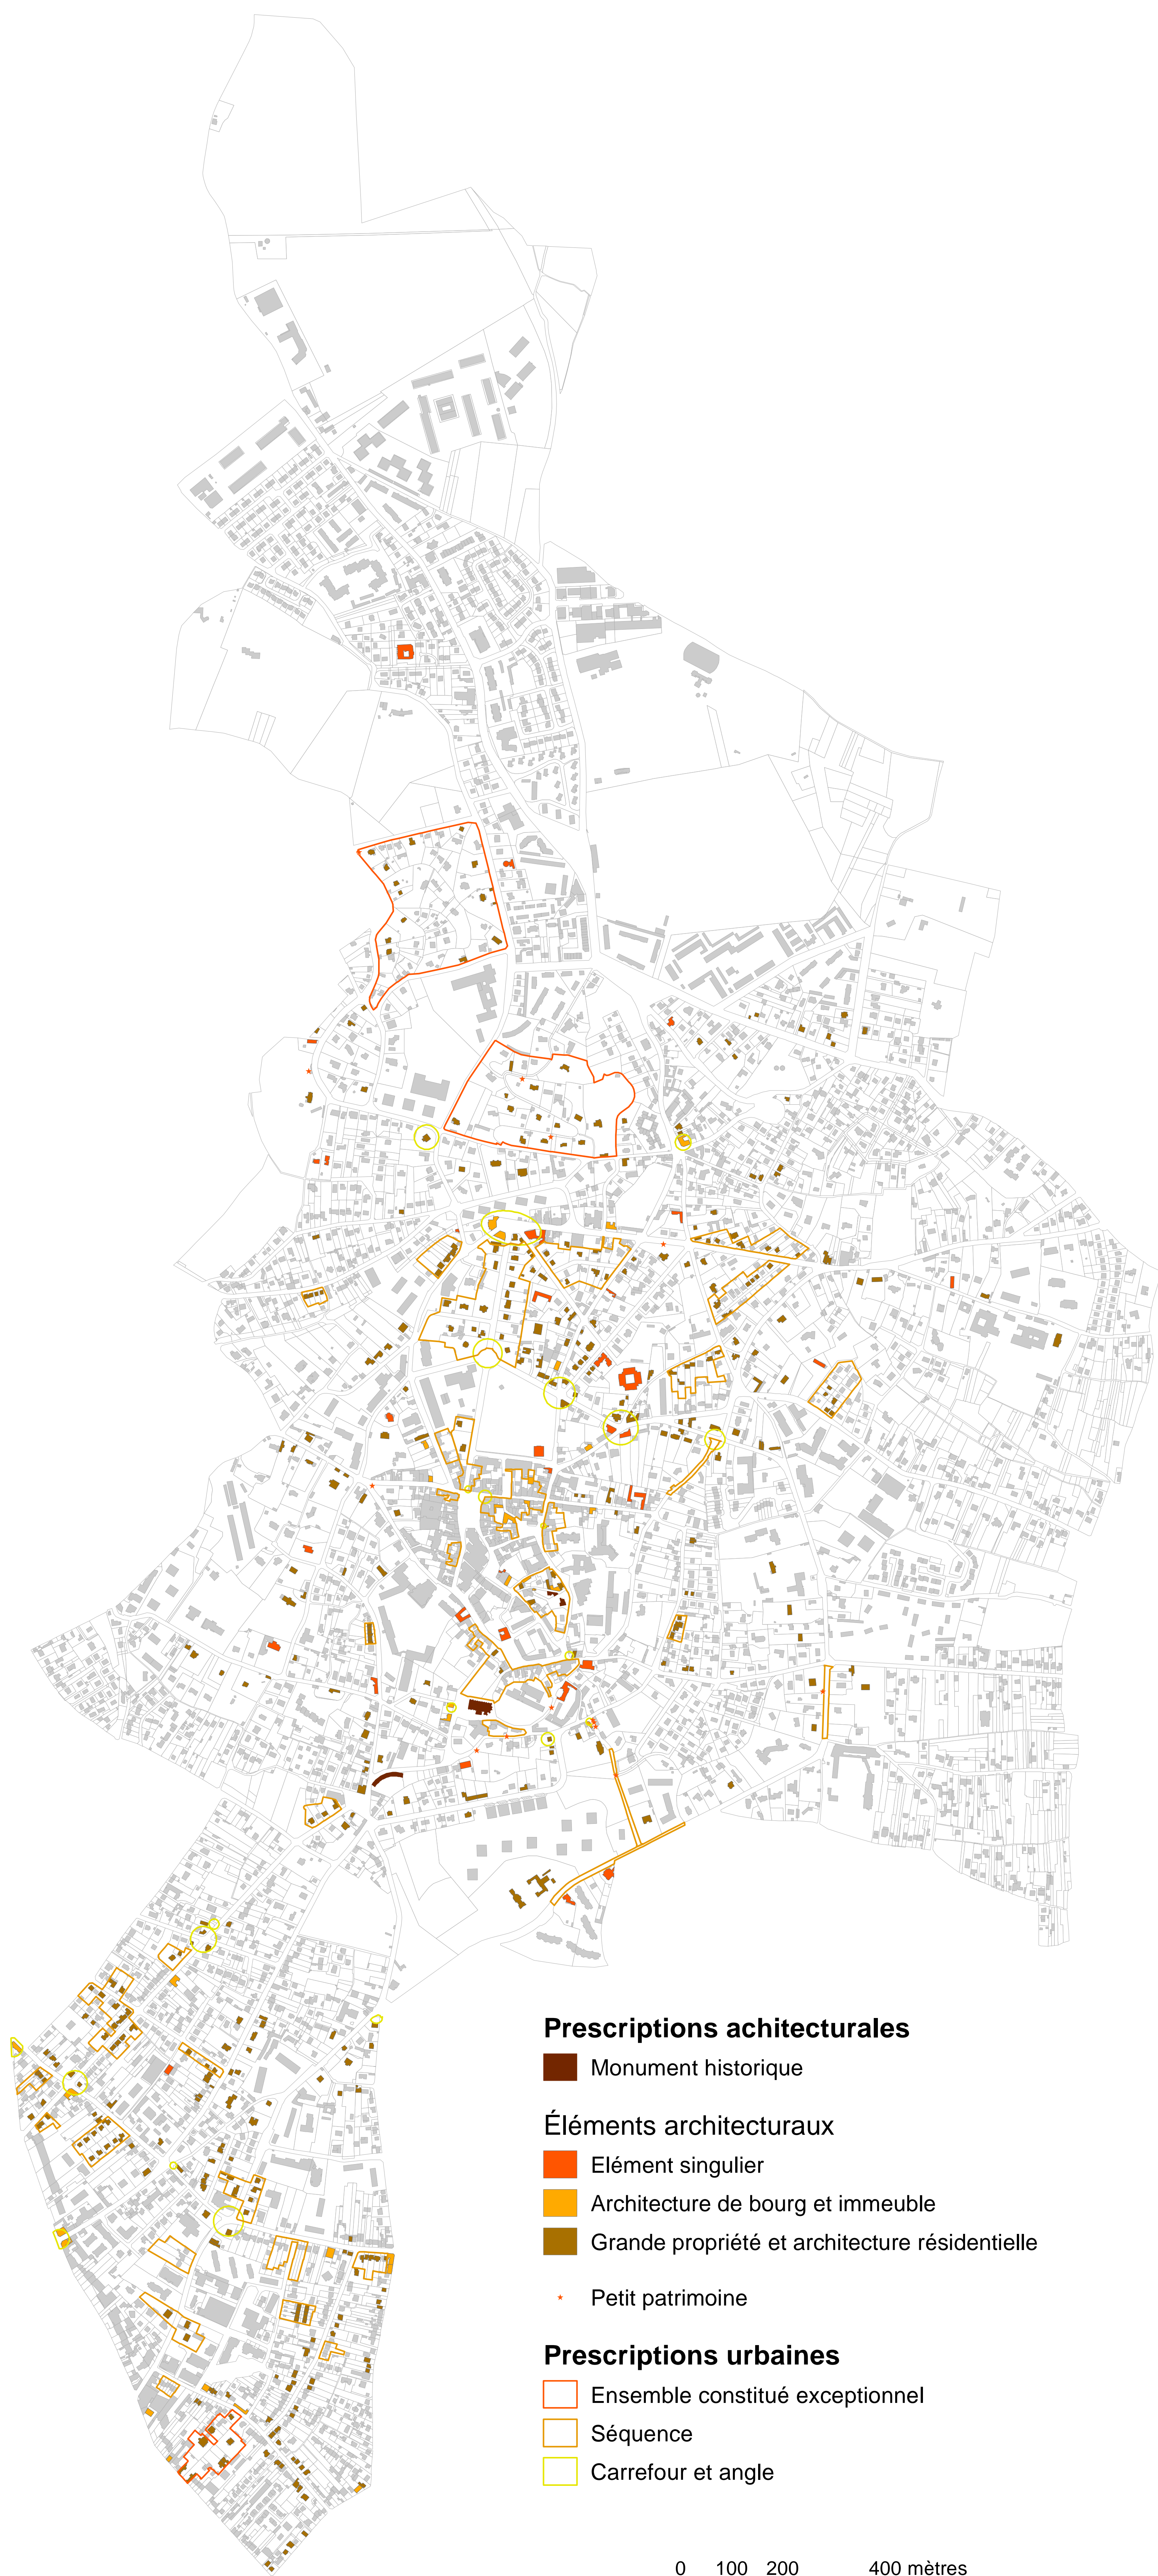 Prescriptions achitecturales
Monument historique
Éléments architecturaux
Elément singulier
Architecture de bourg et immeuble
Grande propriété et architecture résidentielle
Petit patrimoine
Prescriptions urbaines
Ensemble constitué exceptionnel
Séquence
Carrefour et angle
0 100 200 400 mètres